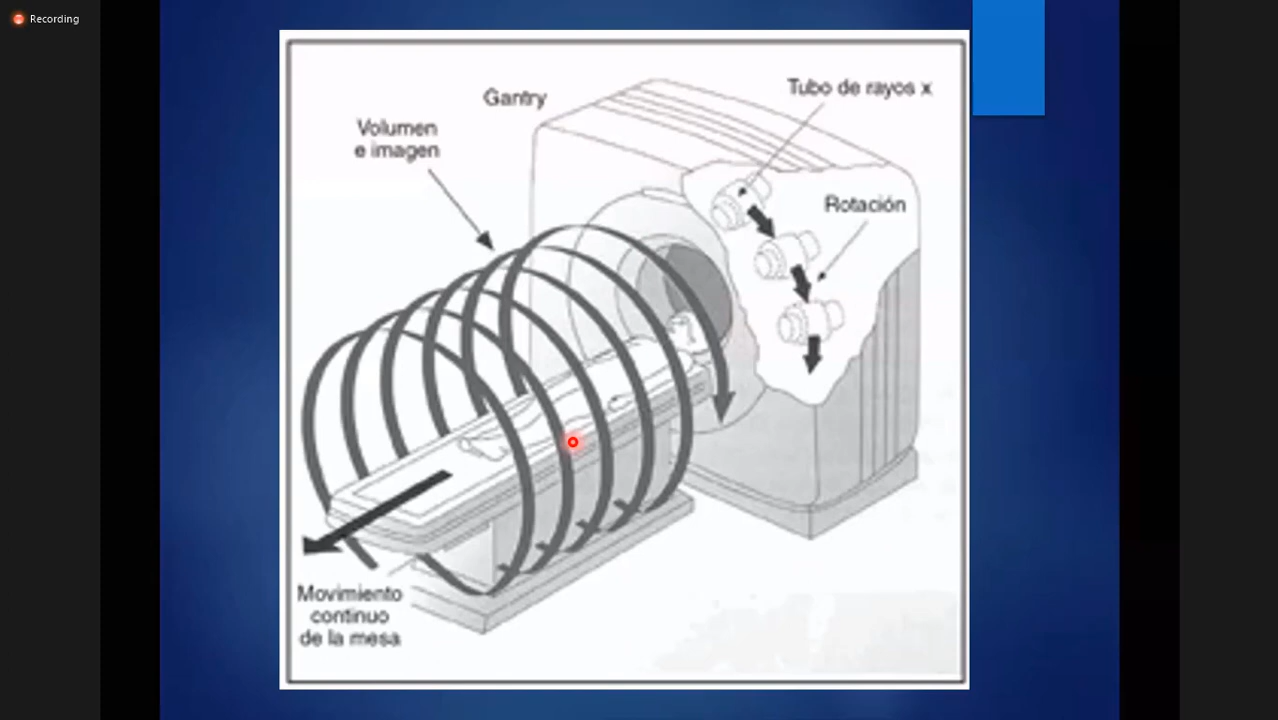 Recording
Gantry
Tubo de rayos x
Volumen
e imagen
Rotación
Movimiento
continuo
de la mesa